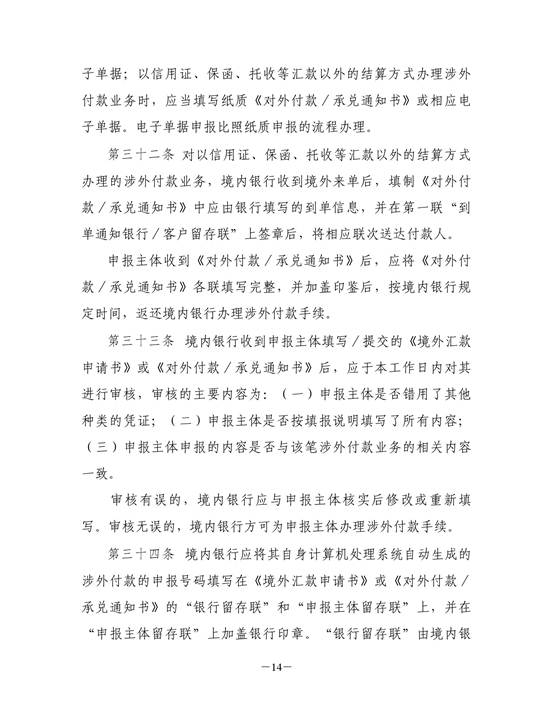 子单据；以信用证、保函、托收等汇款以外的结算方式办理涉外
付款业务时，应当填写纸质《对外付款／承兑通知书》或相应电
子单据。电子单据申报比照纸质申报的流程办理。
第三十二条 对以信用证、保函、托收等汇款以外的结算方式
办理的涉外付款业务，境内银行收到境外来单后，填制《对外付
款／承兑通知书》中应由银行填写的到单信息，并在第一联“到
单通知银行／客户留存联”上签章后，将相应联次送达付款人。
申报主体收到《对外付款／承兑通知书》后，应将《对外付
款／承兑通知书》各联填写完整，并加盖印鉴后，按境内银行规
定时间，返还境内银行办理涉外付款手续。
第三十三条 境内银行收到申报主体填写／提交的《境外汇款
申请书》或《对外付款／承兑通知书》后，应于本工作日内对其
进行审核，审核的主要内容为：（一）申报主体是否错用了其他
种类的凭证；（二）申报主体是否按填报说明填写了所有内容；
（三）申报主体申报的内容是否与该笔涉外付款业务的相关内容
一致。
审核有误的，境内银行应与申报主体核实后修改或重新填
写。审核无误的，境内银行方可为申报主体办理涉外付款手续。
第三十四条 境内银行应将其自身计算机处理系统自动生成的
涉外付款的申报号码填写在《境外汇款申请书》或《对外付款／
承兑通知书》的“银行留存联”和“申报主体留存联”上，并在
“申报主体留存联”上加盖银行印章。“银行留存联”由境内银
—14—